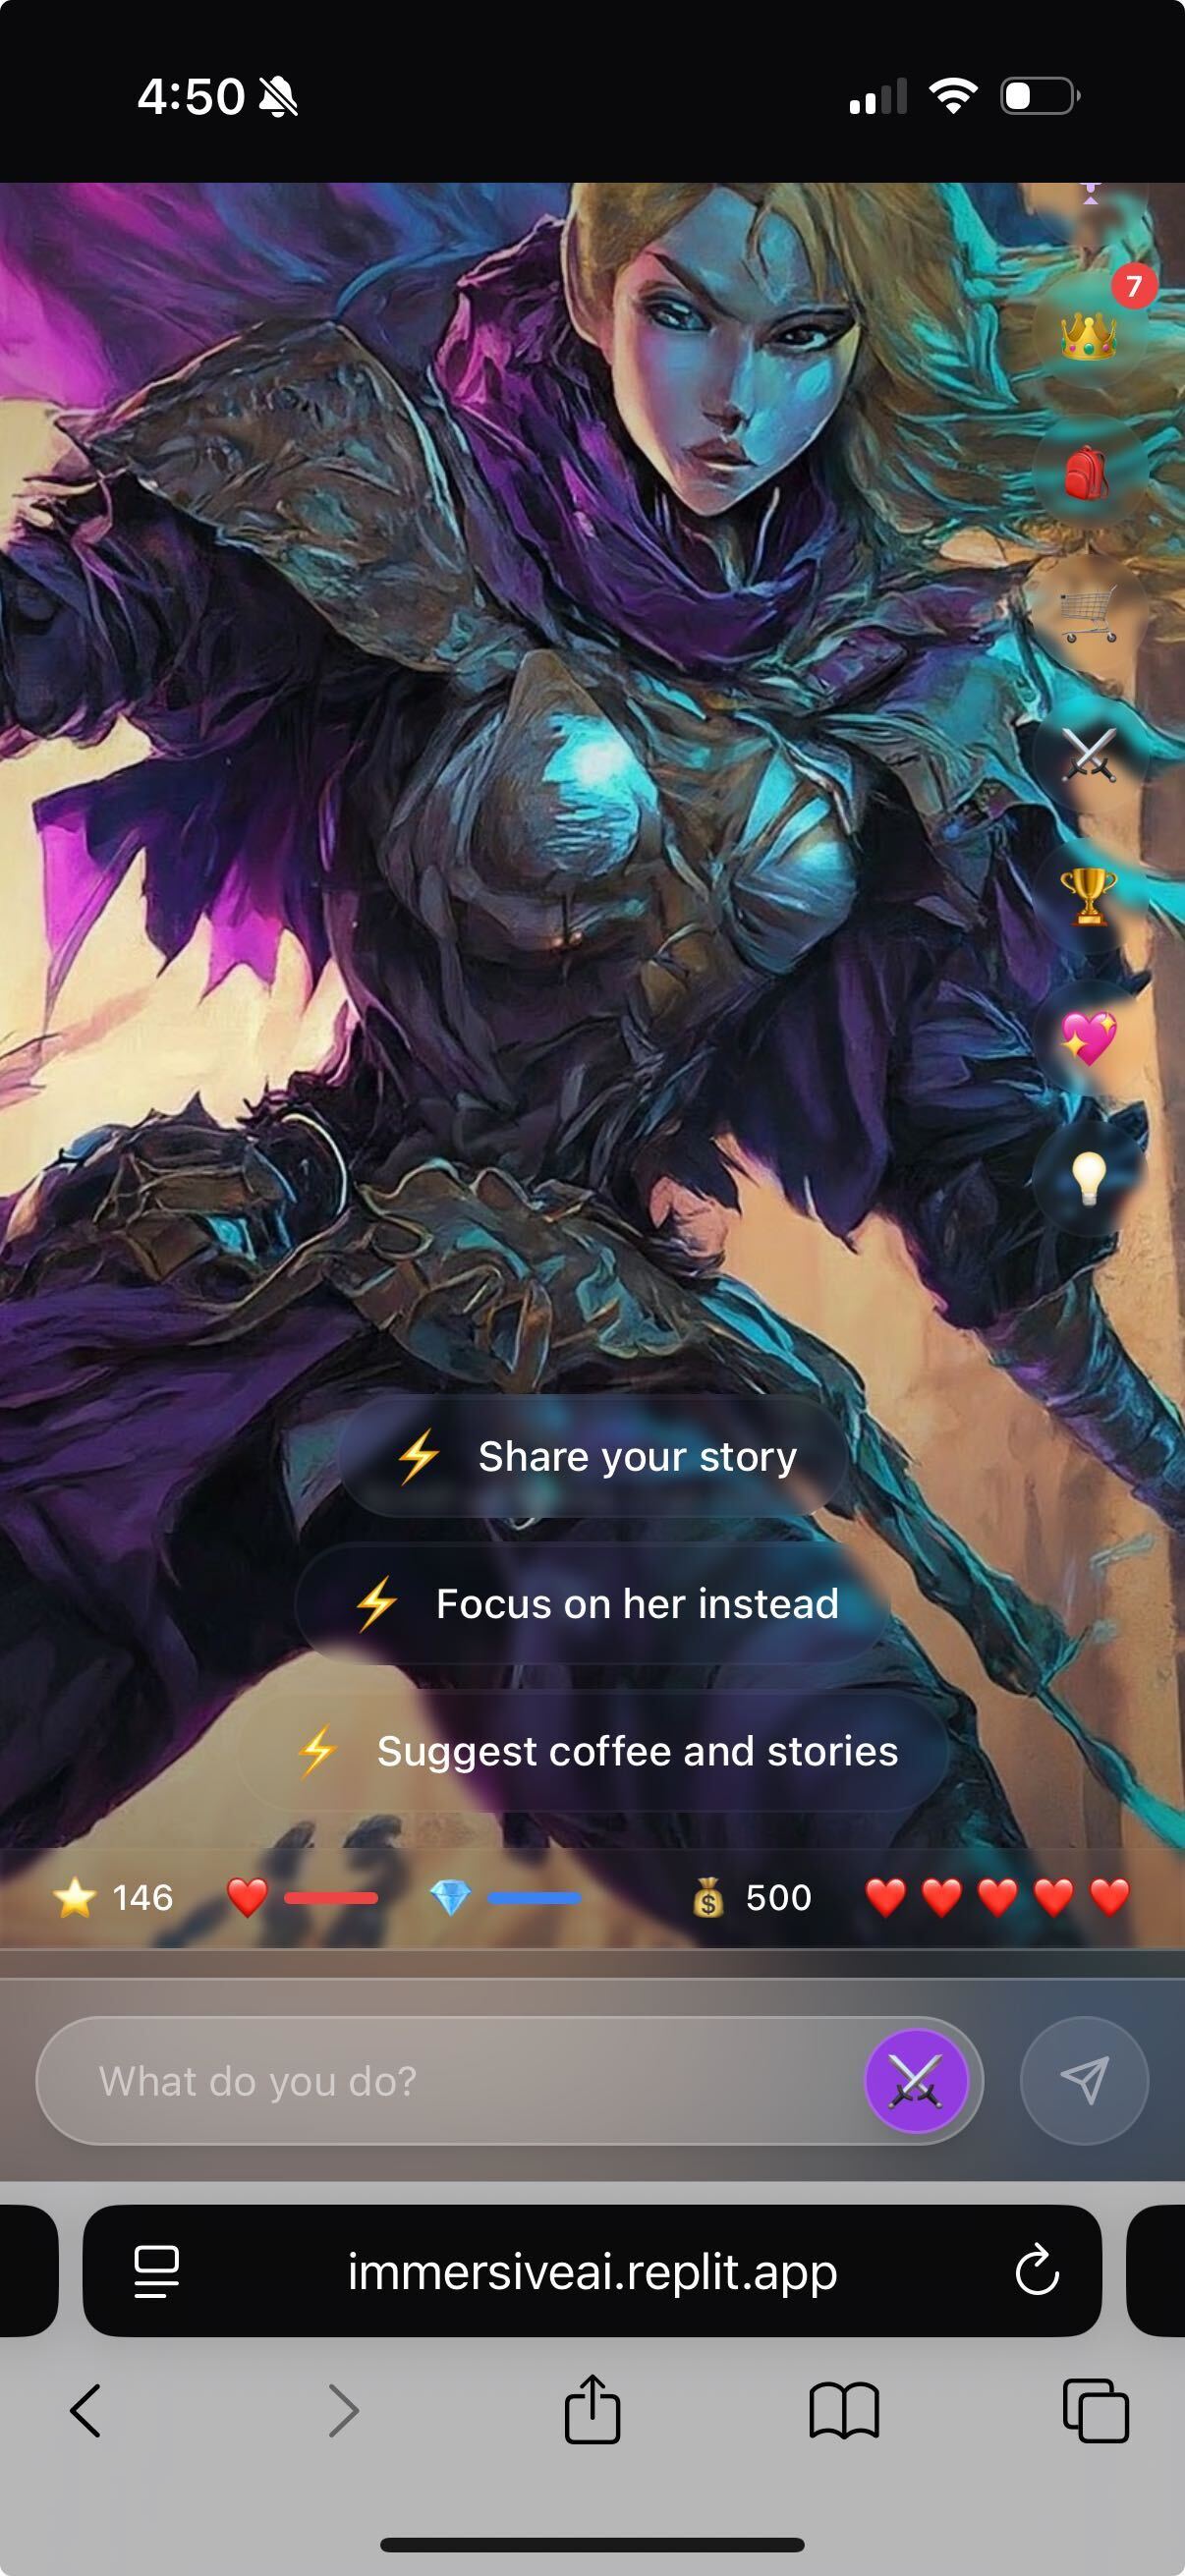 4:50
7
Share your story
Focus on her instead
Suggest coffee and stories
146
500
What do you do?
immersiveai.replit.app